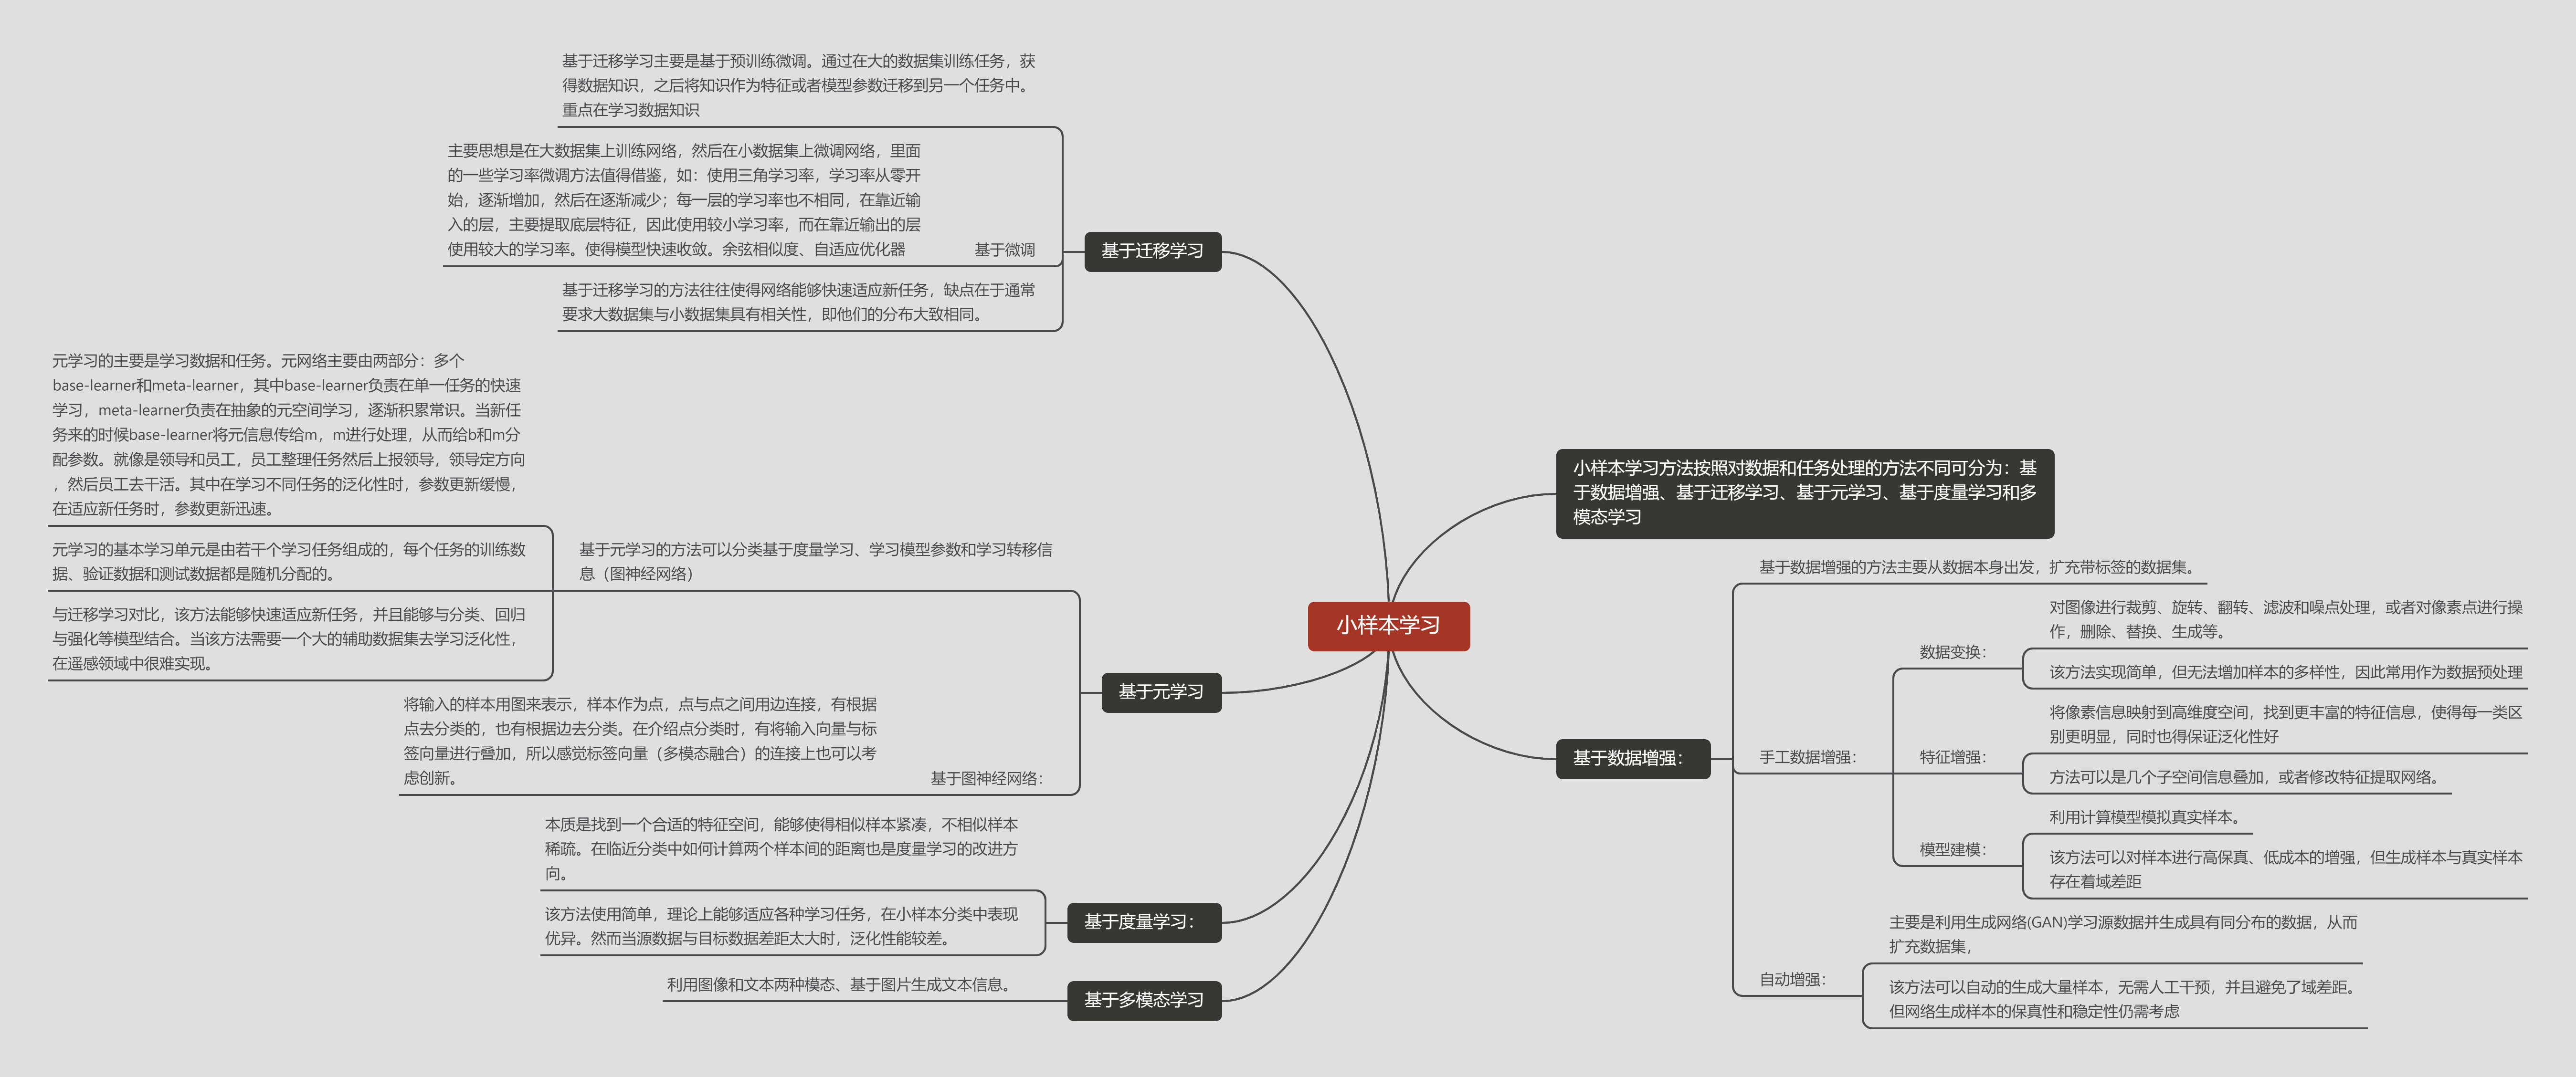 小样本学习
小样本学习方法按照对数据和任务处理的方法不同可分为：基
于数据增强、基于迁移学习、基于元学习、基于度量学习和多
模态学习
基于数据增强：
基于数据增强的方法主要从数据本身出发，扩充带标签的数据集。
手工数据增强：
数据变换：
对图像进行裁剪、旋转、翻转、滤波和噪点处理，或者对像素点进行操
作，删除、替换、生成等。
该方法实现简单，但无法增加样本的多样性，因此常用作为数据预处理
特征增强：
将像素信息映射到高维度空间，找到更丰富的特征信息，使得每一类区
别更明显，同时也得保证泛化性好
方法可以是几个子空间信息叠加，或者修改特征提取网络。
模型建模：
利用计算模型模拟真实样本。
该方法可以对样本进行高保真、低成本的增强，但生成样本与真实样本
存在着域差距
自动增强：
主要是利用生成网络(GAN)学习源数据并生成具有同分布的数据，从而
扩充数据集，
该方法可以自动的生成大量样本，无需人工干预，并且避免了域差距。
但网络生成样本的保真性和稳定性仍需考虑
基于迁移学习
基于迁移学习主要是基于预训练微调。通过在大的数据集训练任务，获
得数据知识，之后将知识作为特征或者模型参数迁移到另一个任务中。
重点在学习数据知识
基于微调
主要思想是在大数据集上训练网络，然后在小数据集上微调网络，里面
的一些学习率微调方法值得借鉴，如：使用三角学习率，学习率从零开
始，逐渐增加，然后在逐渐减少；每一层的学习率也不相同，在靠近输
入的层，主要提取底层特征，因此使用较小学习率，而在靠近输出的层
使用较大的学习率。使得模型快速收敛。余弦相似度、自适应优化器
基于迁移学习的方法往往使得网络能够快速适应新任务，缺点在于通常
要求大数据集与小数据集具有相关性，即他们的分布大致相同。
基于元学习
基于元学习的方法可以分类基于度量学习、学习模型参数和学习转移信
息（图神经网络）
元学习的主要是学习数据和任务。元网络主要由两部分：多个
base-learner和meta-learner，其中base-learner负责在单一任务的快速
学习，meta-learner负责在抽象的元空间学习，逐渐积累常识。当新任
务来的时候base-learner将元信息传给m，m进行处理，从而给b和m分
配参数。就像是领导和员工，员工整理任务然后上报领导，领导定方向
，然后员工去干活。其中在学习不同任务的泛化性时，参数更新缓慢，
在适应新任务时，参数更新迅速。
元学习的基本学习单元是由若干个学习任务组成的，每个任务的训练数
据、验证数据和测试数据都是随机分配的。
与迁移学习对比，该方法能够快速适应新任务，并且能够与分类、回归
与强化等模型结合。当该方法需要一个大的辅助数据集去学习泛化性，
在遥感领域中很难实现。
基于图神经网络：
将输入的样本用图来表示，样本作为点，点与点之间用边连接，有根据
点去分类的，也有根据边去分类。在介绍点分类时，有将输入向量与标
签向量进行叠加，所以感觉标签向量（多模态融合）的连接上也可以考
虑创新。
基于度量学习：
本质是找到一个合适的特征空间，能够使得相似样本紧凑，不相似样本
稀疏。在临近分类中如何计算两个样本间的距离也是度量学习的改进方
向。
该方法使用简单，理论上能够适应各种学习任务，在小样本分类中表现
优异。然而当源数据与目标数据差距太大时，泛化性能较差。
基于多模态学习
利用图像和文本两种模态、基于图片生成文本信息。